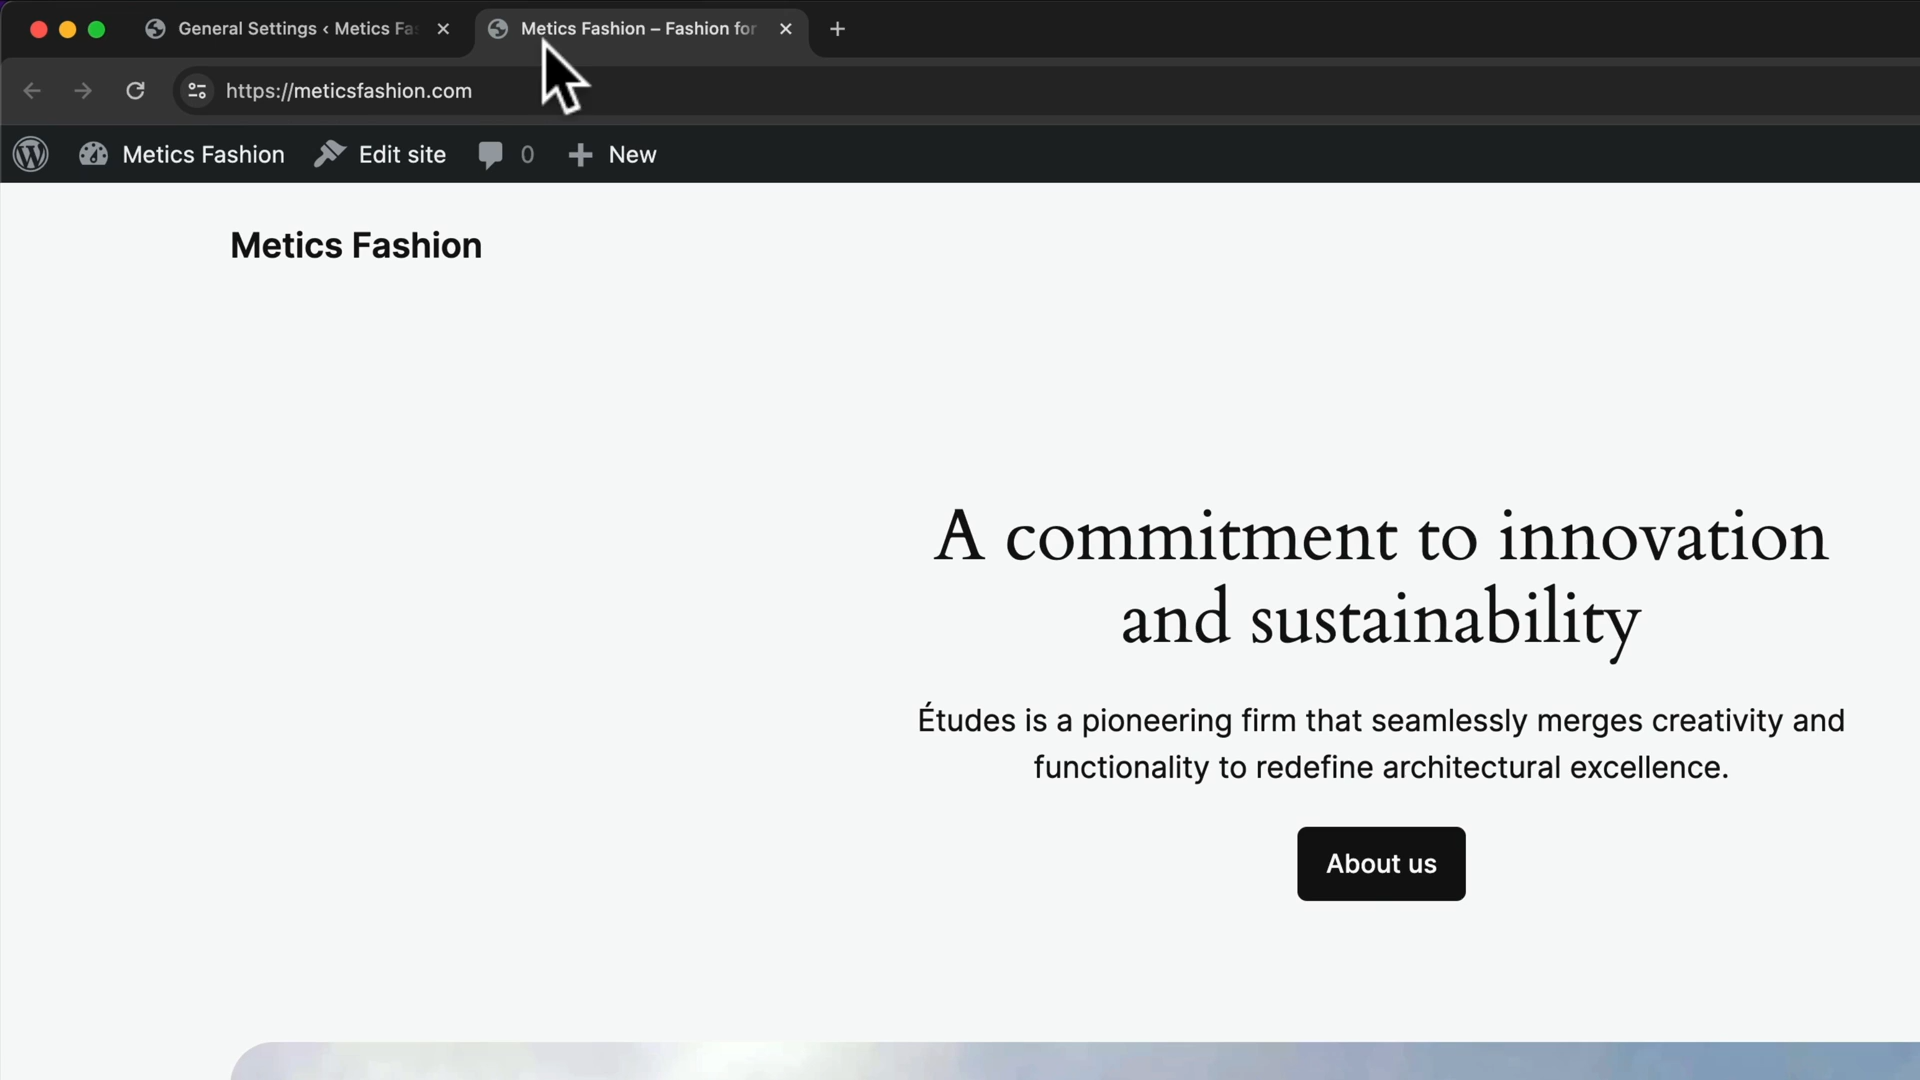 General Settings ‹ Metics Fa
Metics Fashion – Fashion for
https://meticsfashion.com
Metics Fashion
Edit site
0
New
Metics Fashion
A commitment to innovation
and sustainability
Études is a pioneering firm that seamlessly merges creativity and
functionality to redefine architectural excellence.
About us